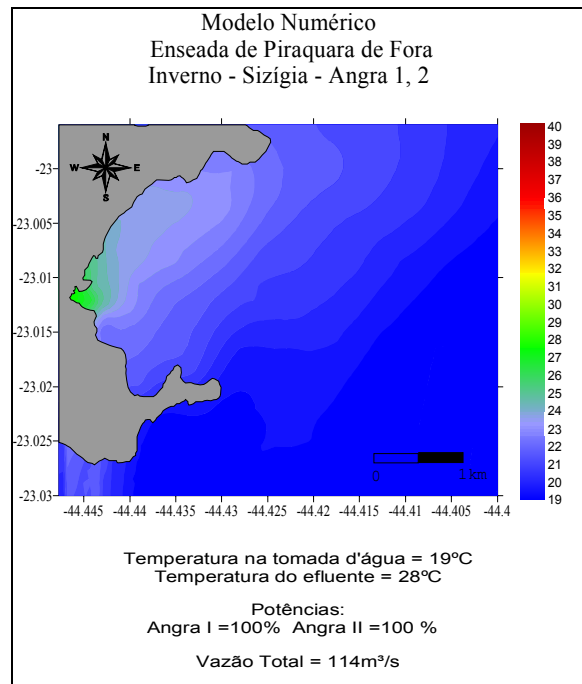 Modelo Numérico
Enseada de Piraquara de Fora
Inverno - Sizígia - Angra 1, 2
N
W E
S
-23
-23.005
-23.01
-23.015
-23.02
-23.025
-23.03
-44.445 -44.44 -44.435 -44.43 -44.425 -44.42 -44.415 -44.41 -44.405 -44.4
0 1 km
40
39
38
37
36
35
34
33
32
31
30
29
28
27
26
25
24
23
22
21
20
19
Temperatura na tomada d'água = 19ºC
Temperatura do efluente = 28ºC
Potências:
Angra I =100% Angra II =100 %
Vazão Total = 114m³/s